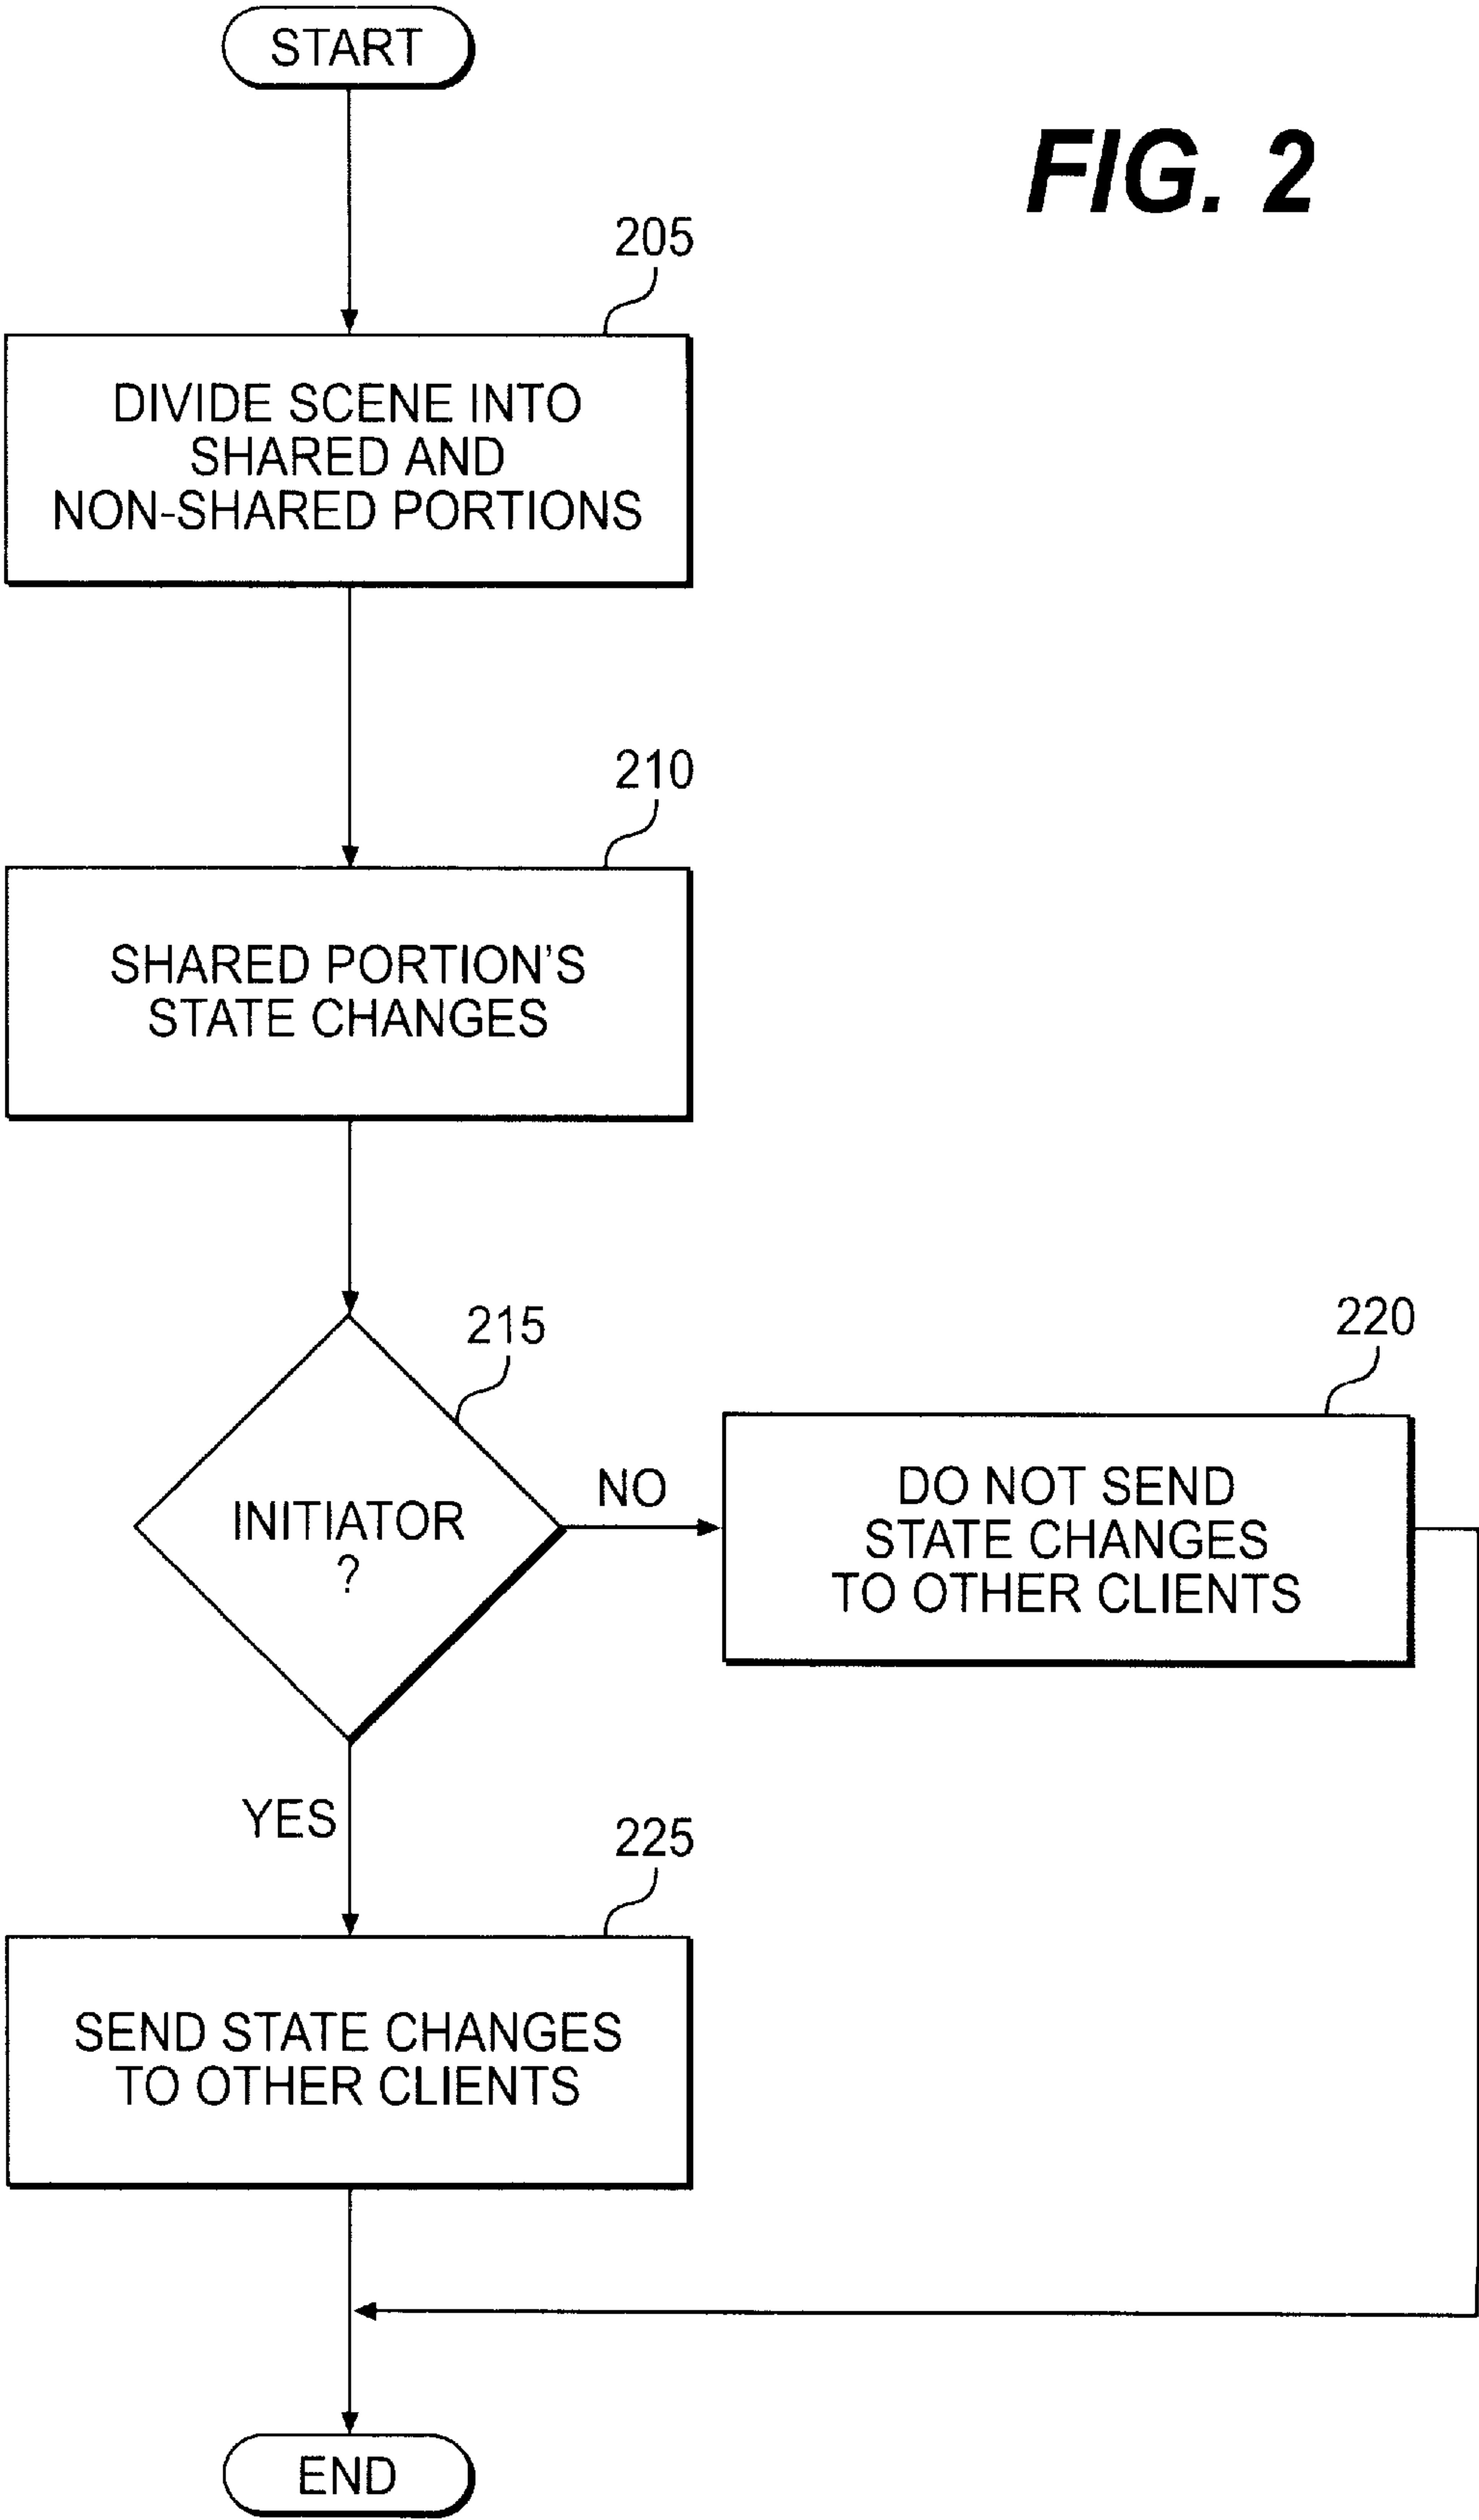 START
FIG. 2
205
DIVIDE SCENE INTO
SHARED AND
NON-SHARED PORTIONS
210
SHARED PORTION'S
STATE CHANGES
215
INITIATOR
?
NO
220
DO NOT SEND
STATE CHANGES
TO OTHER CLIENTS
YES
225
SEND STATE CHANGES
TO OTHER CLIENTS
END